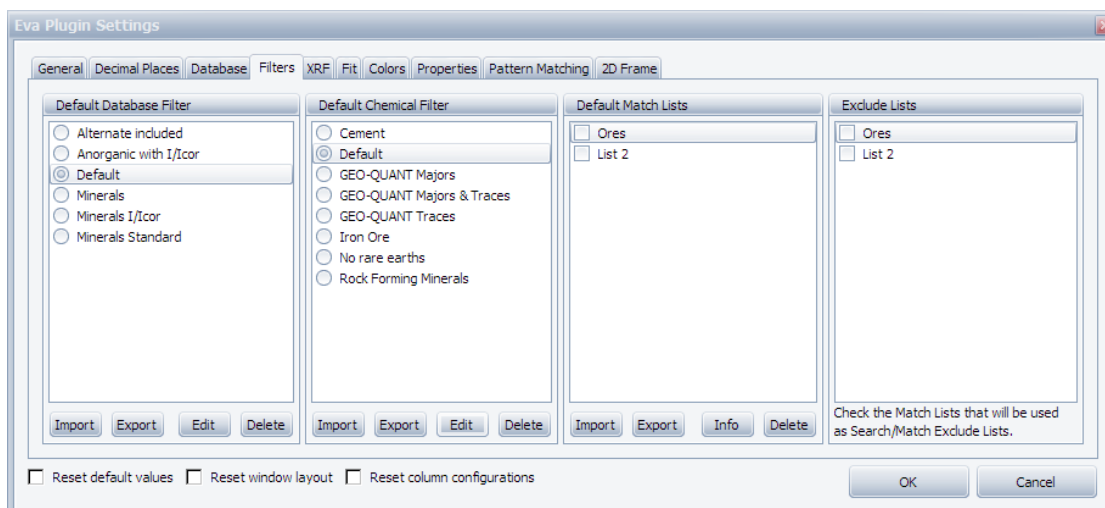 Eva Plugin Settings
General Decimal Places Database Filters XRF Fit Colors Properties Pattern Matching 2D Frame
Default Database Filter
Alternate included
Anorganic with I/Icor
Default
Minerals
Minerals I/Icor
Minerals Standard
Import Export Edit Delete
Default Chemical Filter
Cement
Default
GEO-QUANT Majors
GEO-QUANT Majors & Traces
GEO-QUANT Traces
Iron Ore
No rare earths
Rock Forming Minerals
Import Export Edit Delete
Default Match Lists
Ores
List 2
Import Export Info Delete
Exclude Lists
Ores
List 2
Check the Match Lists that will be used
as Search/Match Exclude Lists.
Reset default values Reset window layout Reset column configurations
OK Cancel